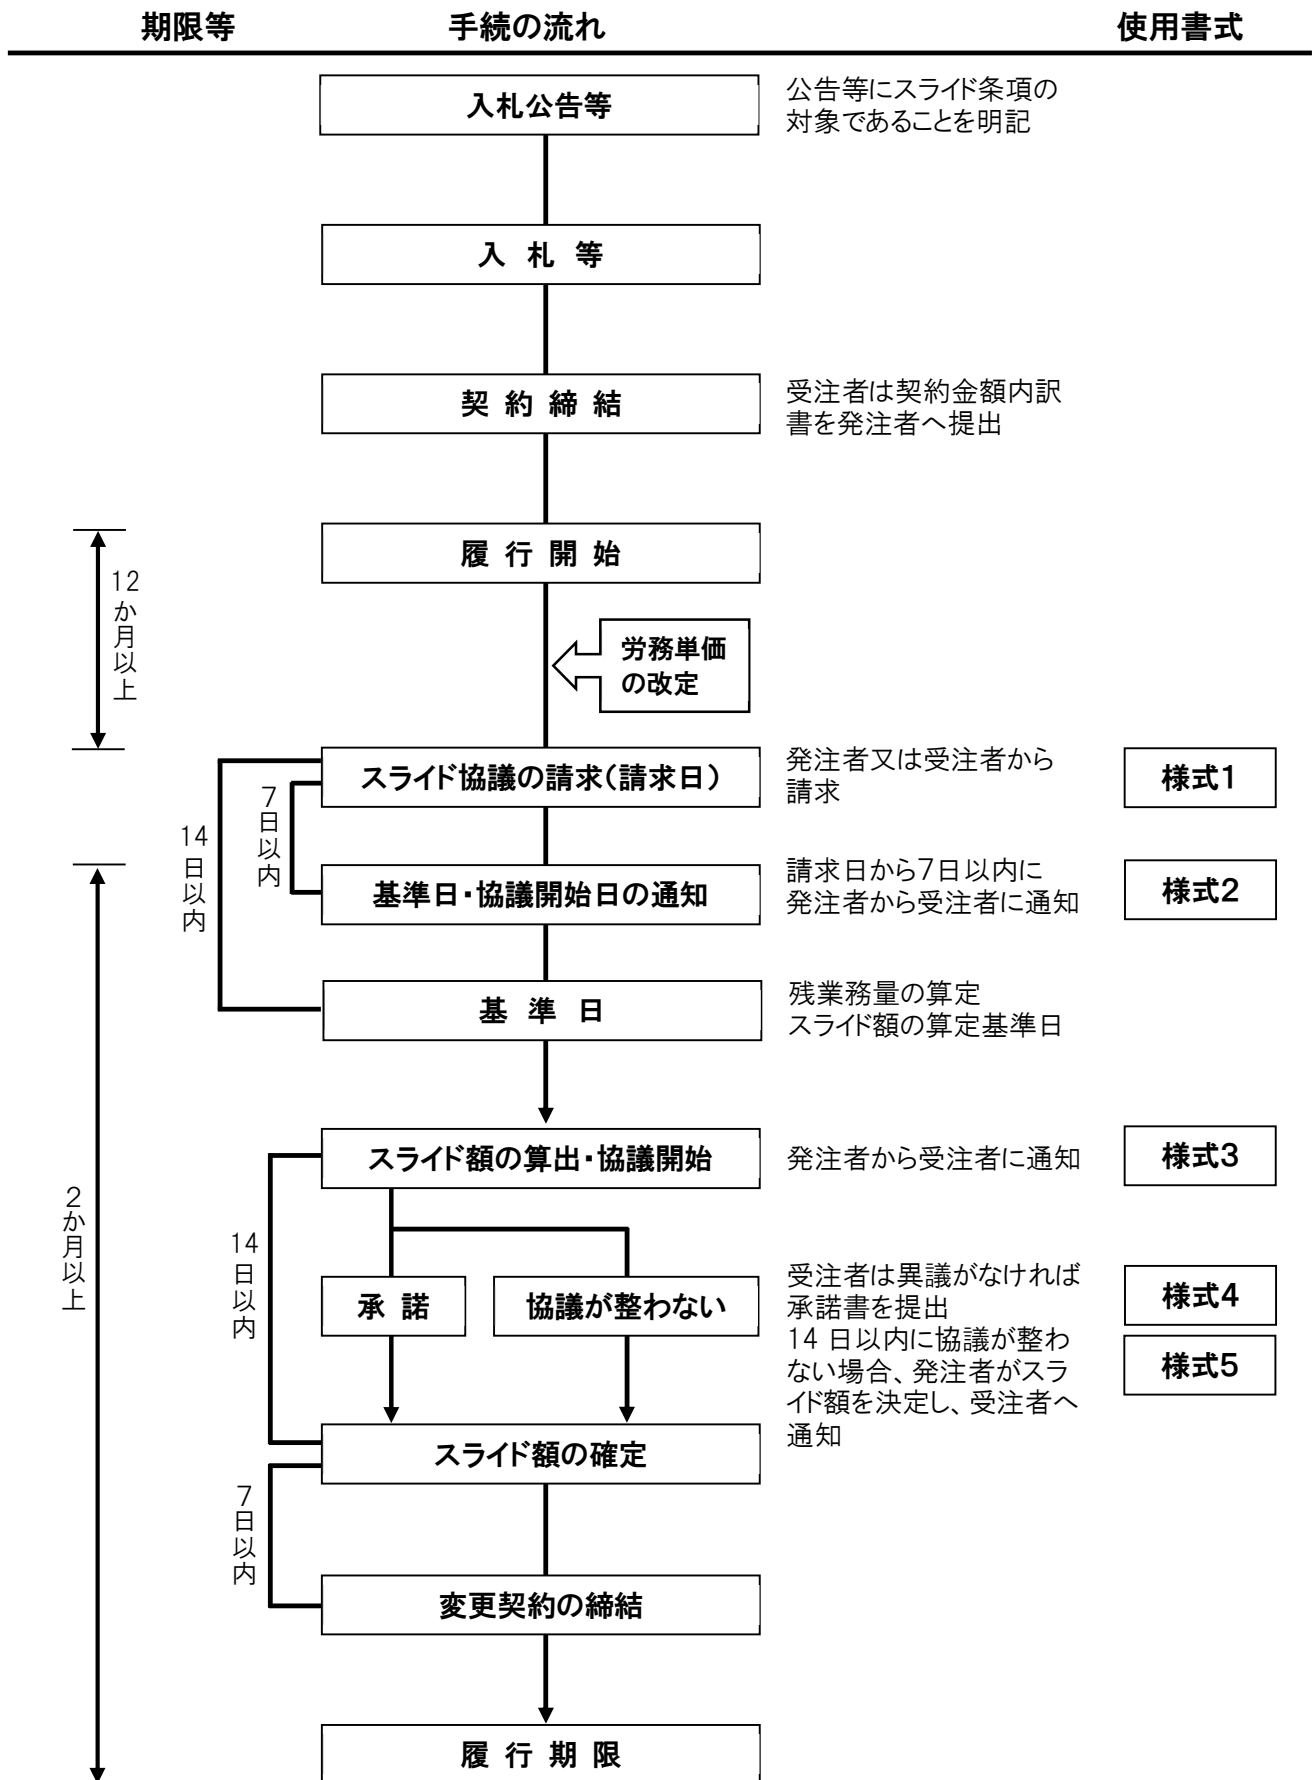 期限等
手続の流れ
使用書式
入札公告等
公告等にスライド条項の
対象であることを明記
入 札 等
契 約 締 結
受注者は契約金額内訳
書を発注者へ提出
履 行 開 始
12か月以上
労務単価
の改定
スライド協議の請求(請求日)
発注者又は受注者から
請求
様式1
7日以内
14日以内
基準日・協議開始日の通知
請求日から7日以内に
発注者から受注者に通知
様式2
基 準 日
残業務量の算定
スライド額の算定基準日
スライド額の算出・協議開始
発注者から受注者に通知
様式3
2か月以上
14日以内
承 諾
協議が整わない
受注者は異議がなければ
承諾書を提出
様式4
14 日以内に協議が整わ
ない場合、発注者がスラ
イド額を決定し、受注者へ
通知
様式5
スライド額の確定
7日以内
変更契約の締結
履 行 期 限